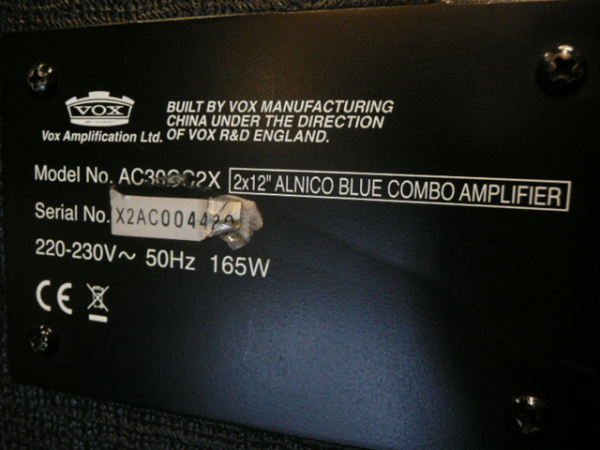 VOX
Vox Amplification Ltd.
BUILT BY VOX MANUFACTURING
CHINA UNDER THE DIRECTION
OF VOX R&D ENGLAND.
Model No. AC30CC2X 2x12" ALNICO BLUE COMBO AMPLIFIER
Serial No.
220-230V~ 50Hz 165W
CE